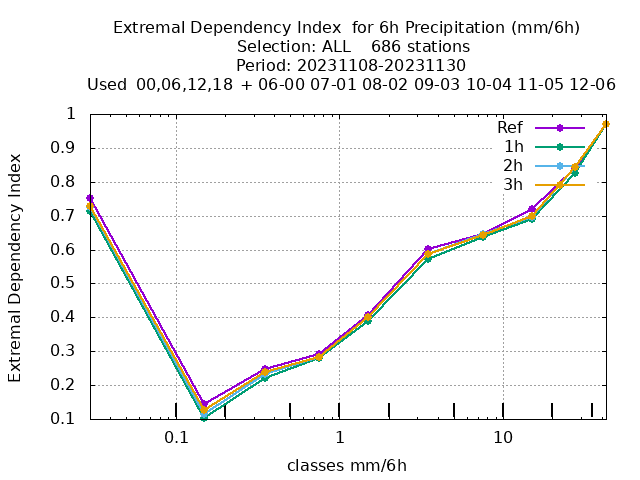 Extremal Dependency Index  for 6h Precipitation (mm/6h)
Selection: ALL    686 stations
Period: 20231108-20231130
Used  00,06,12,18  + 06-00 07-01 08-02 09-03 10-04 11-05 12-06
1
0.9
0.8
0.7
0.6
0.5
0.4
0.3
0.2
0.1
Extremal Dependency Index
Ref
1h
2h
3h
0.1
1
10
classes mm/6h